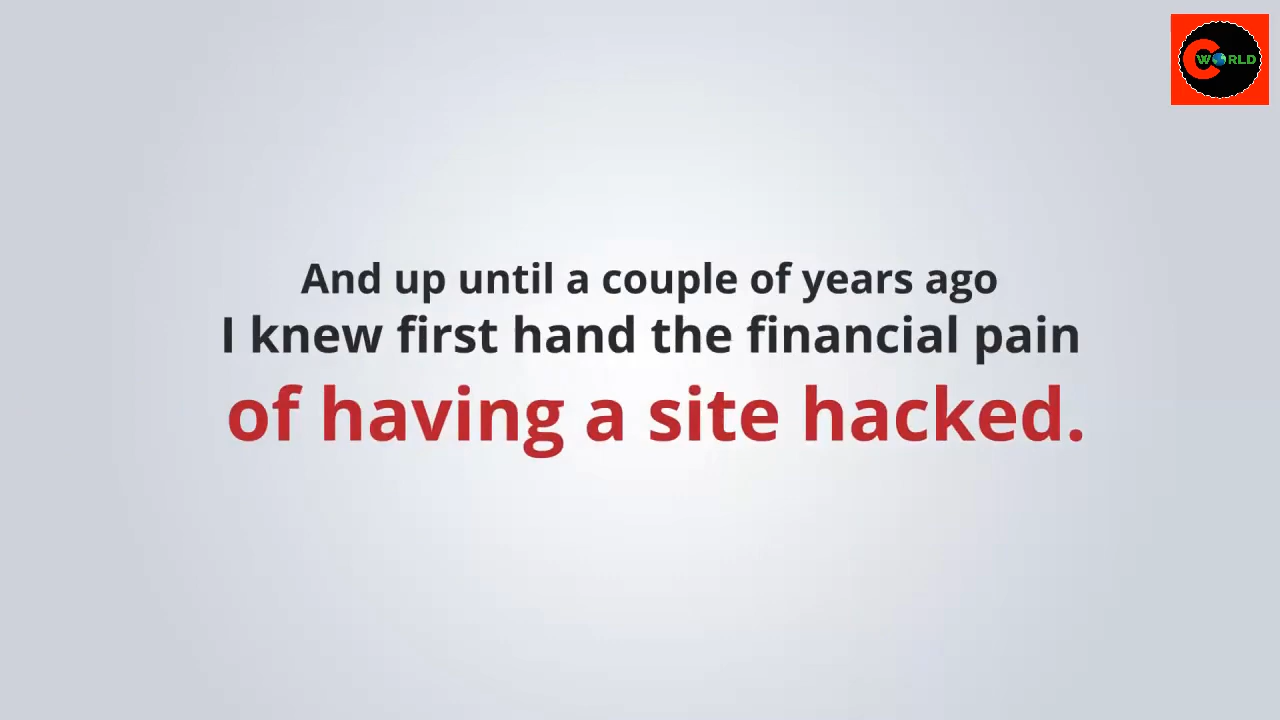 C WORLD
And up until a couple of years ago
I knew first hand the financial pain
of having a site hacked.